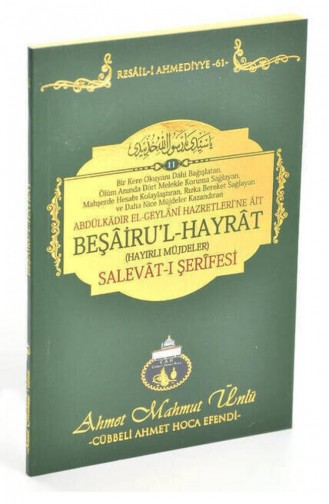 RESÂİL-İ AHMEDİYYE -61-
11
Bir Kere Okuyanı Dahi Bağışlatan,
Ölüm Anında Dört Melekle Koruma Sağlayan,
Mahşerde Hesabı Kolaylaştıran, Rızka Bereket Sağlayan
ve Daha Nice Müjdeler Kazandıran
ABDÜLKÂDİR EL-GEYLÂNÎ HAZRETLERİ'NE ÂİT
BEŞÂİRU'L-HAYRÂT
(HAYIRLI MÜJDELER)
SALEVÂT-I ŞERÎFESİ
Ahmet Mahmut Ünlü
-CÜBBELİ AHMET HOCA EFENDİ-